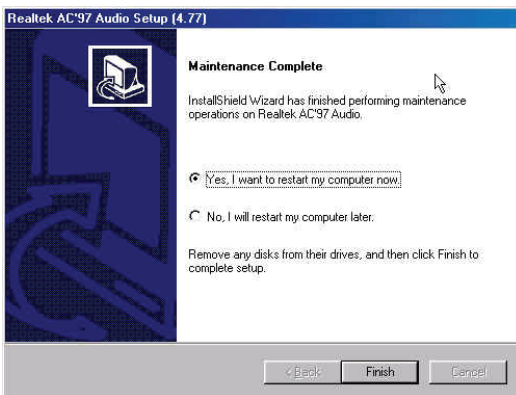 Realtek AC'97 Audio Setup (4.77)
Maintenance Complete
InstallShield Wizard has finished performing maintenance
operations on Realtek AC'97 Audio.
Yes, I want to restart my computer now.
No, I will restart my computer later.
Remove any disks from their drives, and then click Finish to
complete setup.
< Back Finish Cancel